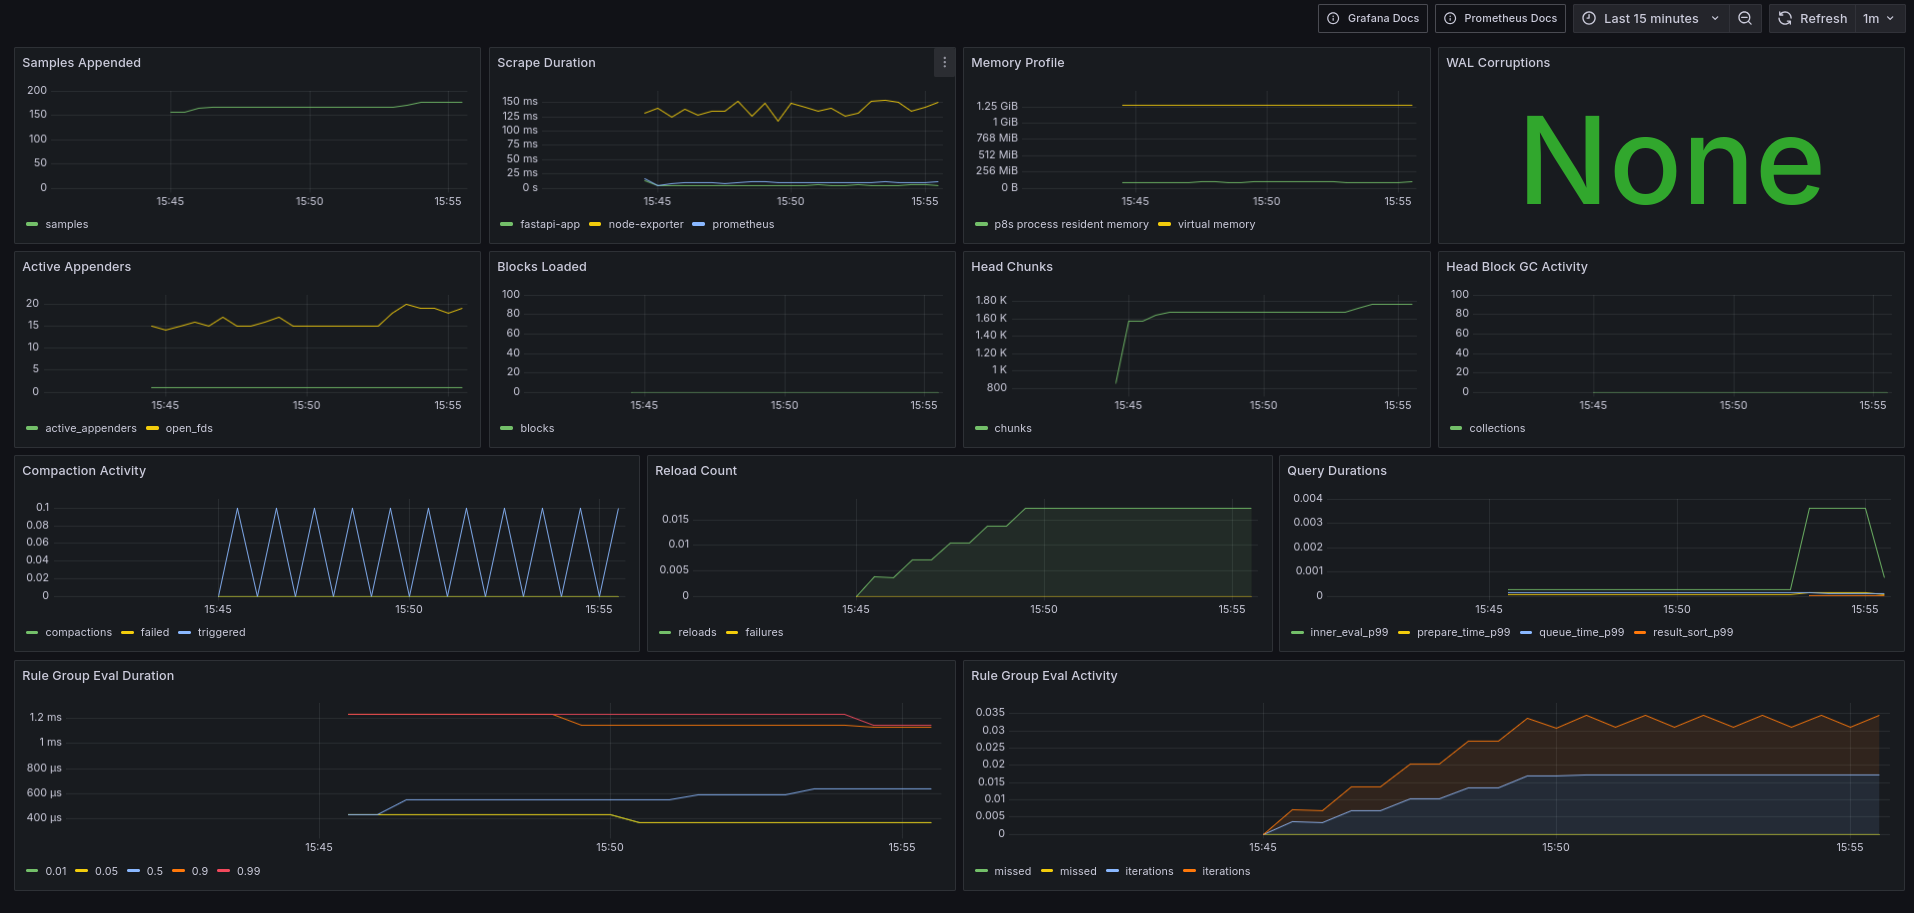 Grafana Docs Prometheus Docs Last 15 minutes Refresh 1m
Samples Appended
200
150
100
50
0
15:45 15:50 15:55
samples
Scrape Duration
150 ms
125 ms
100 ms
75 ms
50 ms
25 ms
0 s
15:45 15:50 15:55
fastapi-app node-exporter prometheus
Memory Profile
1.25 GiB
1 GiB
768 MiB
512 MiB
256 MiB
0 B
15:45 15:50 15:55
p8s process resident memory virtual memory
WAL Corruptions
None
Active Appenders
20
15
10
5
0
15:45 15:50 15:55
active_appenders open_fds
Blocks Loaded
100
80
60
40
20
0
15:45 15:50 15:55
blocks
Head Chunks
1.80 K
1.60 K
1.40 K
1.20 K
1 K
800
15:45 15:50 15:55
chunks
Head Block GC Activity
100
80
60
40
20
0
15:45 15:50 15:55
collections
Compaction Activity
0.1
0.08
0.06
0.04
0.02
0
15:45 15:50 15:55
compactions failed triggered
Reload Count
0.015
0.01
0.005
0
15:45 15:50 15:55
reloads failures
Query Durations
0.004
0.003
0.002
0.001
0
15:45 15:50 15:55
inner_eval_p99 prepare_time_p99 queue_time_p99 result_sort_p99
Rule Group Eval Duration
1.2 ms
1 ms
800 µs
600 µs
400 µs
15:45 15:50 15:55
0.01 0.05 0.5 0.9 0.99
Rule Group Eval Activity
0.035
0.03
0.025
0.02
0.015
0.01
0.005
0
15:45 15:50 15:55
missed missed iterations iterations